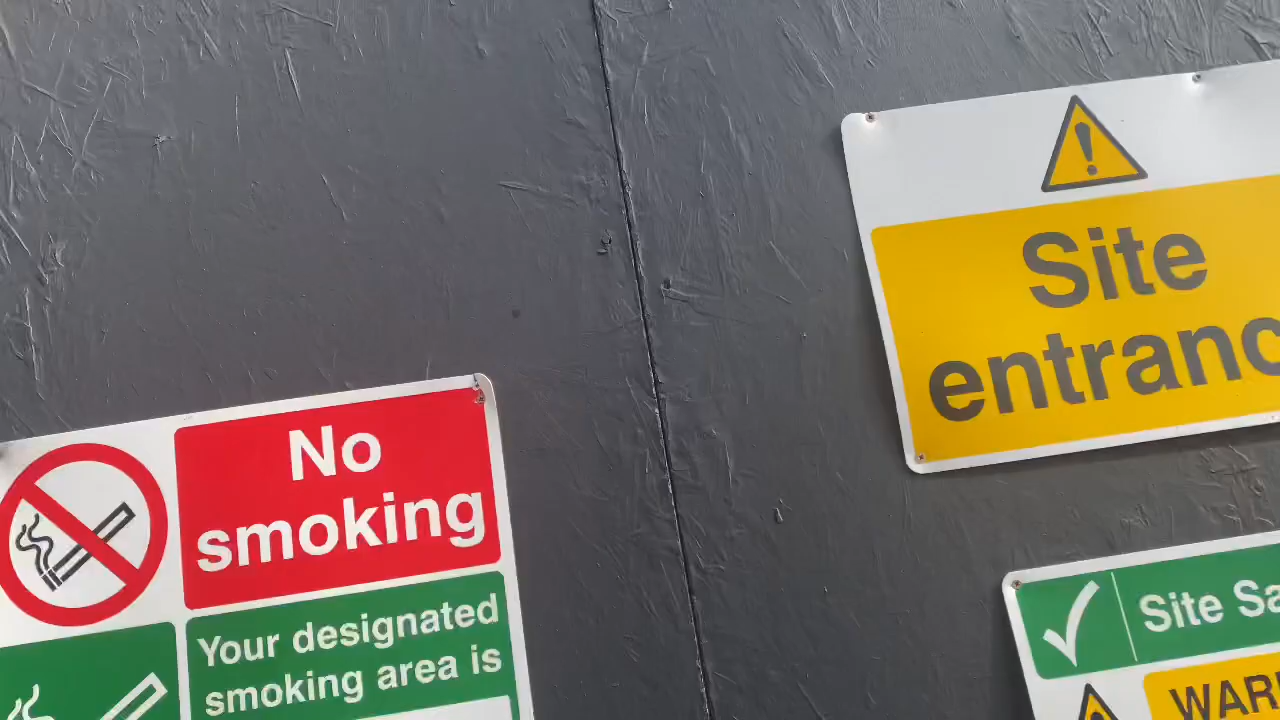 No
smoking
Your designated
smoking area is
Site
entranc
Site Sa
WAR